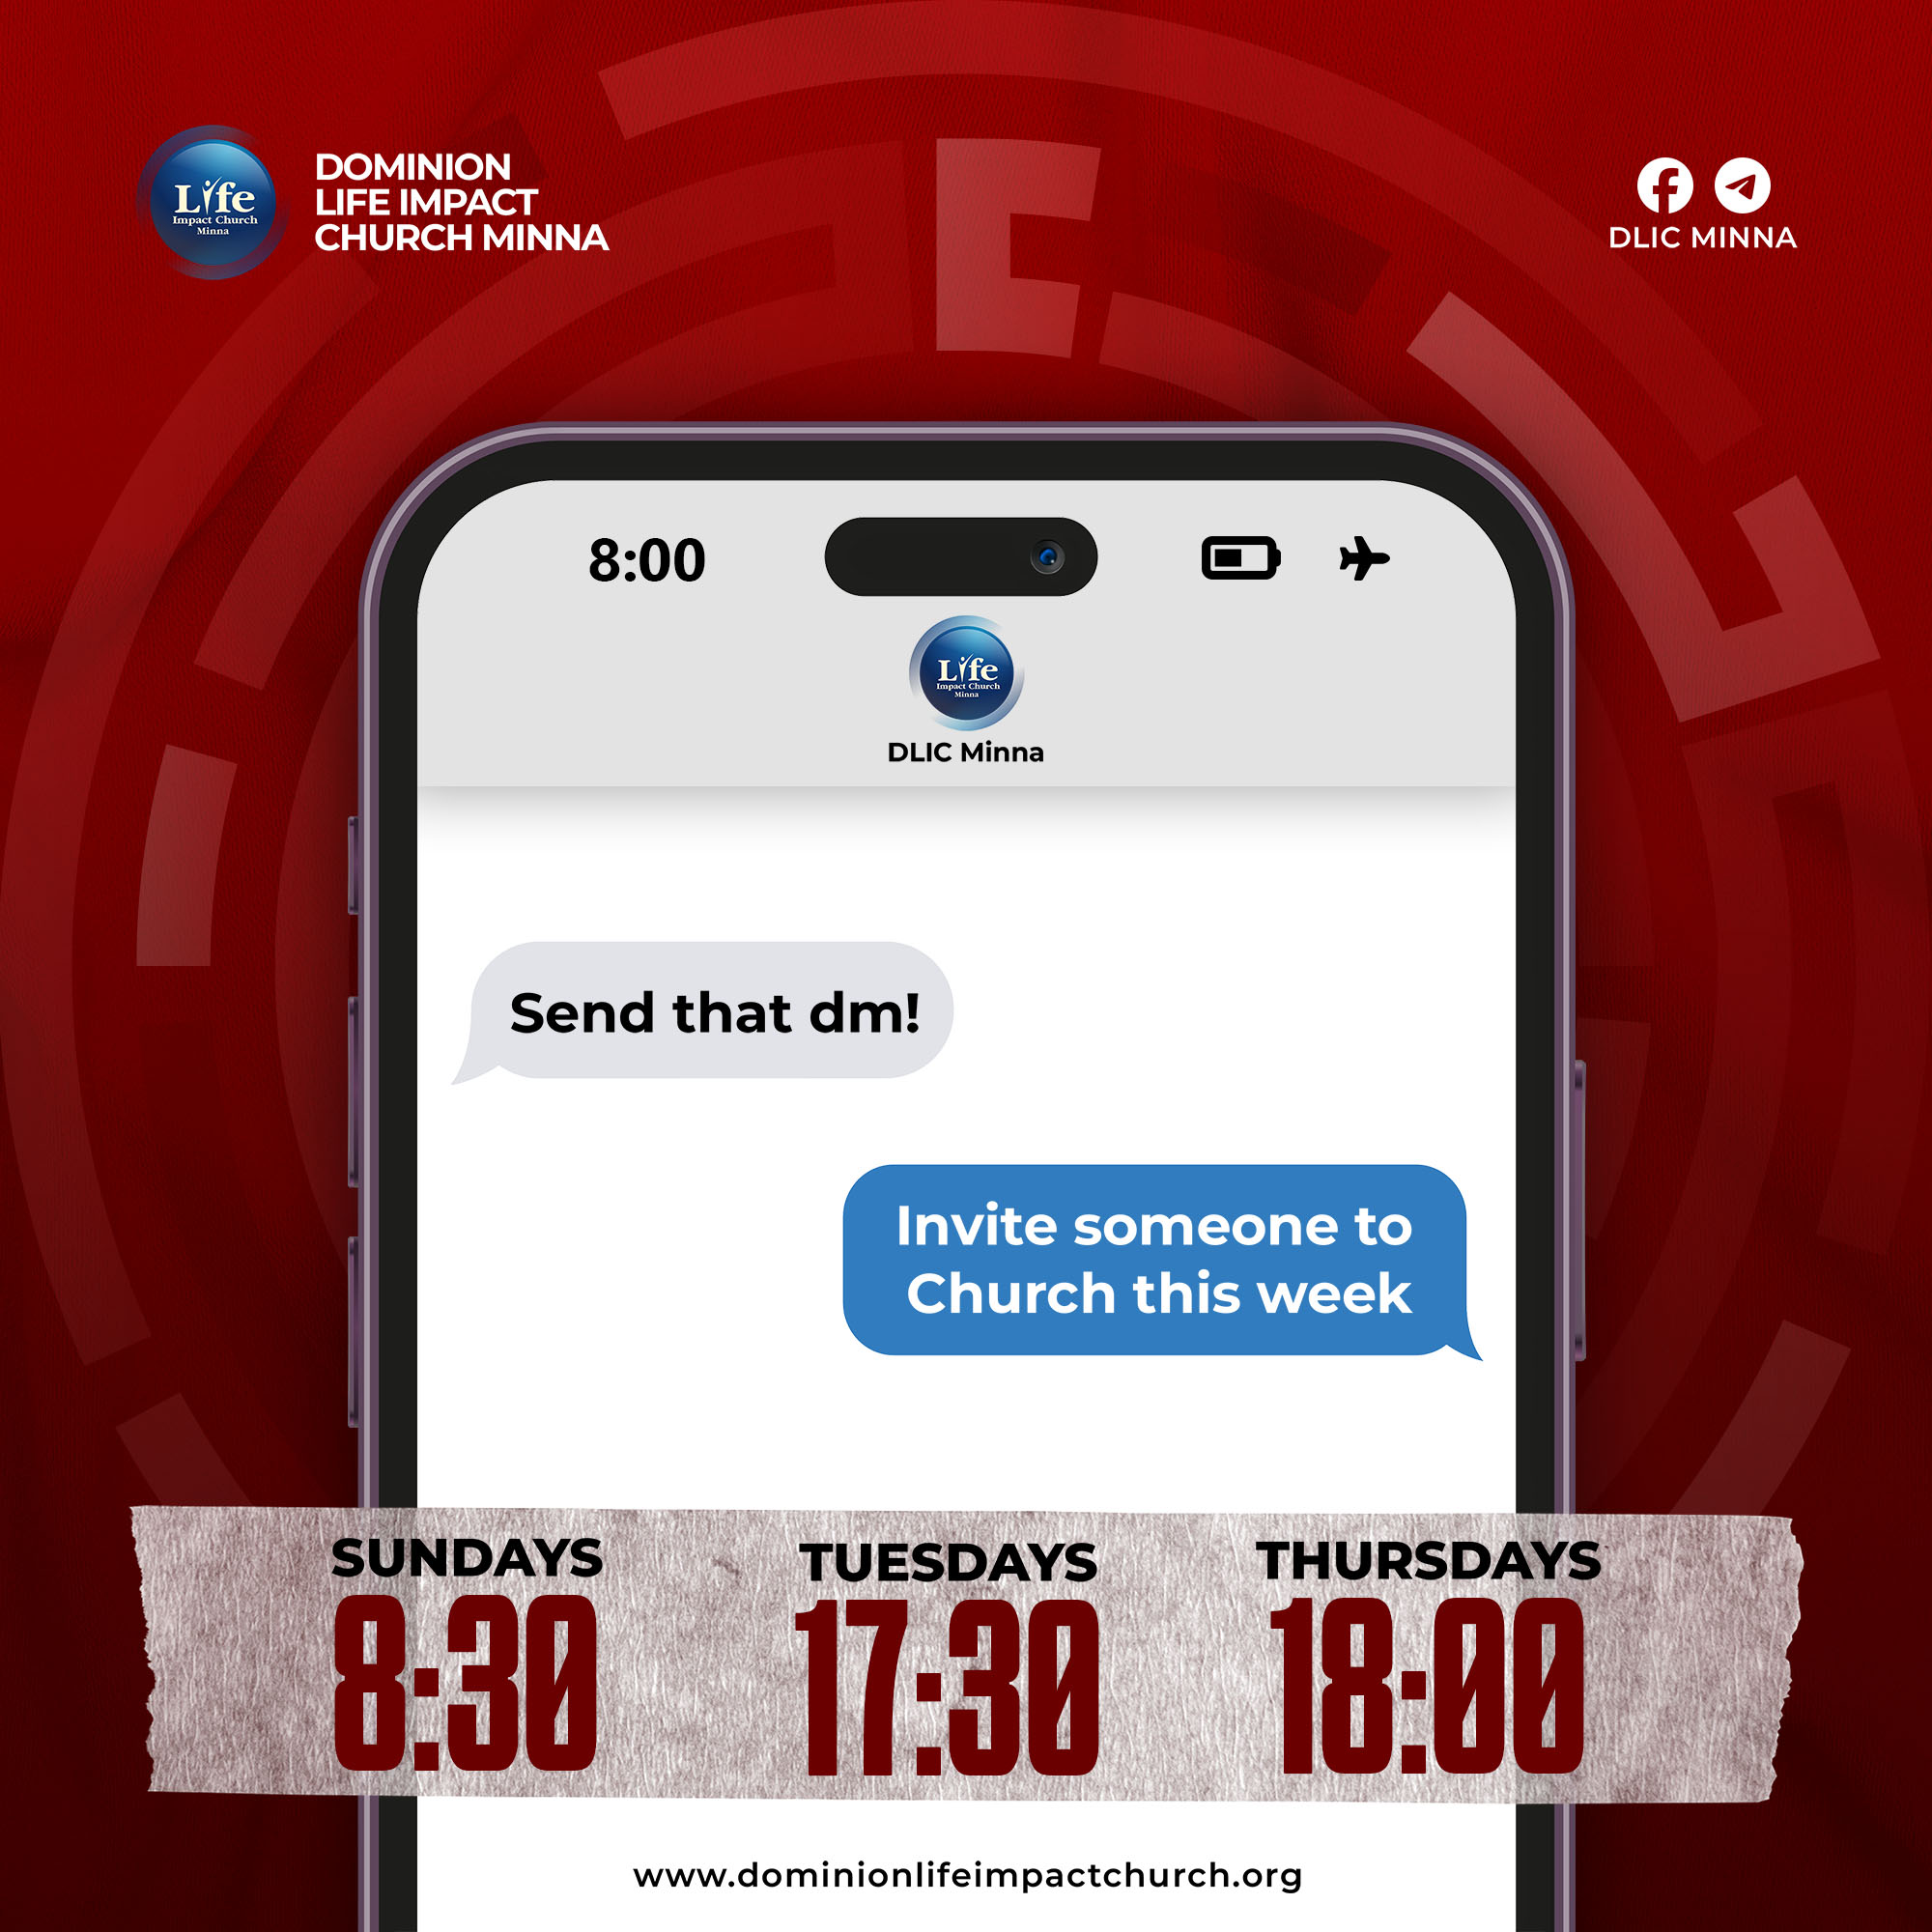 Life
Impact Church
Minna
DOMINION
LIFE IMPACT
CHURCH MINNA
DLIC MINNA
8:00
Life
Impact Church
Minna
DLIC Minna
Send that dm!
Invite someone to
Church this week
SUNDAYS
8:30
TUESDAYS
17:30
THURSDAYS
18:00
www.dominionlifeimpactchurch.org